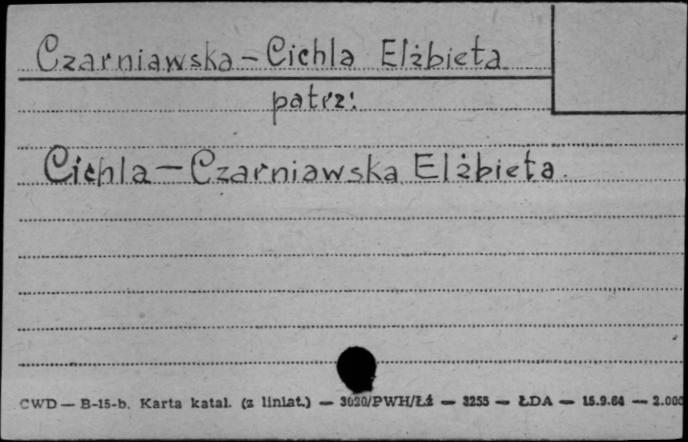 Czarniawska – Cichla Elżbieta
patrz:
Cichla – Czarniawska Elżbieta.
CWD — B-15-b. Karta katal. (z liniat.) — 3020/PWH/Łź — 3255 — ŁDA — 15.9.64 — 2.000